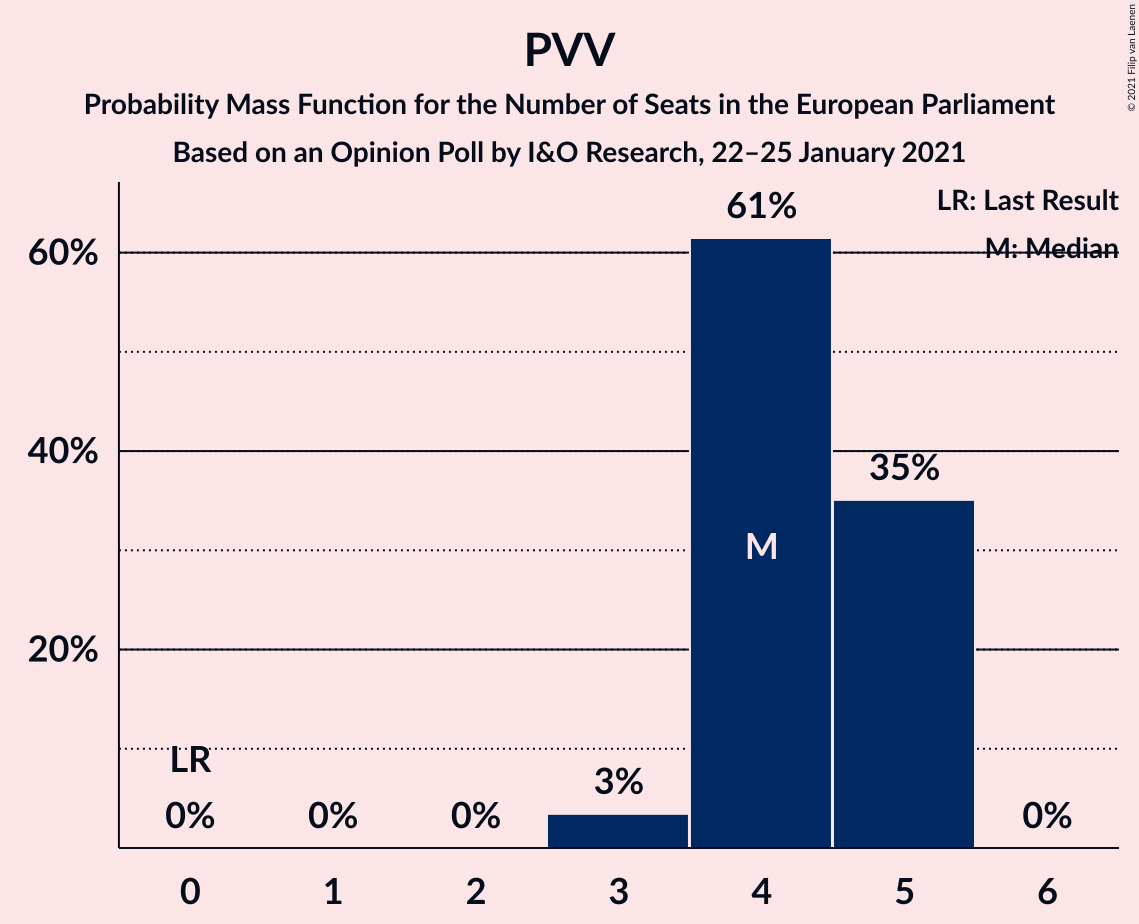 PVV
Probability Mass Function for the Number of Seats in the European Parliament
Based on an Opinion Poll by I&O Research, 22–25 January 2021
© 2021 Filip van Laenen
LR: Last Result
M: Median
61%
60%
40%
35%
M
20%
LR
3%
0% 0% 0% 0%
0 1 2 3 4 5 6